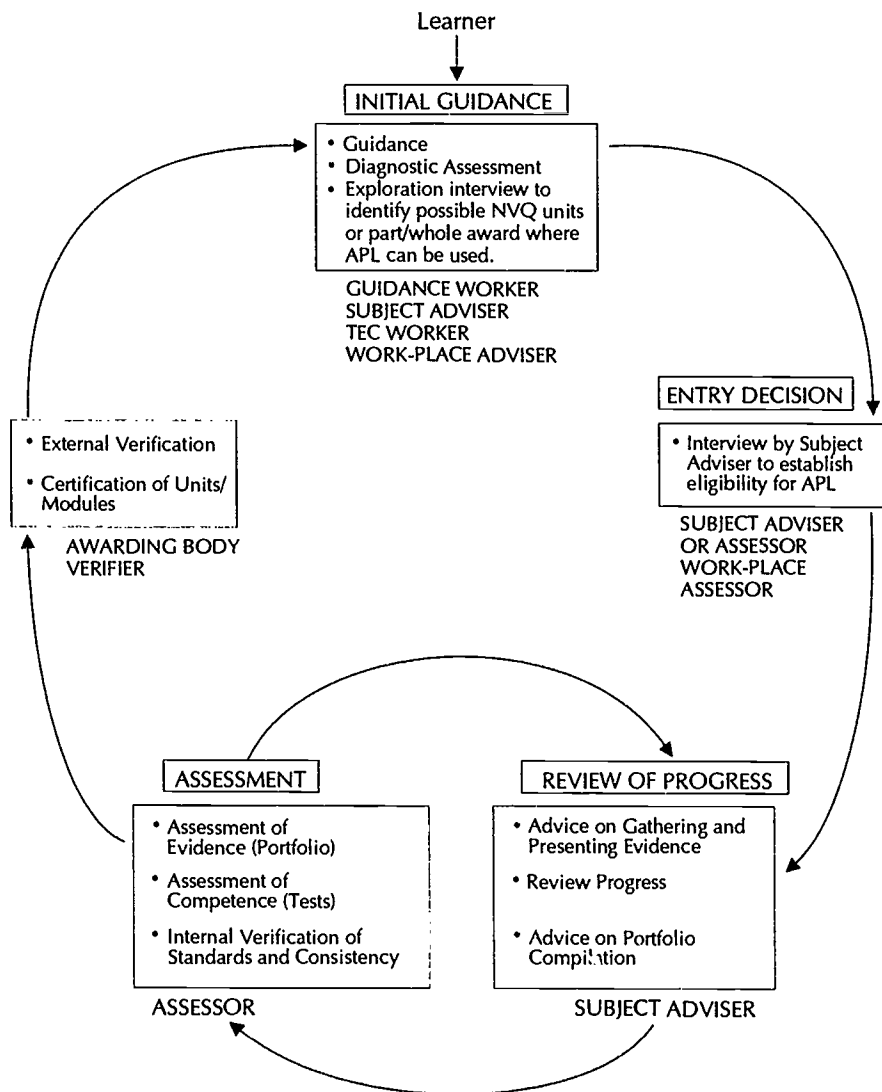 Learner
INITIAL GUIDANCE
• Guidance
• Diagnostic Assessment
• Exploration interview to
identify possible NVQ units
or part/whole award where
APL can be used.
GUIDANCE WORKER
SUBJECT ADVISER
TEC WORKER
WORK-PLACE ADVISER
ENTRY DECISION
• Interview by Subject
Adviser to establish
eligibility for APL
SUBJECT ADVISER
OR ASSESSOR
WORK-PLACE
ASSESSOR
REVIEW OF PROGRESS
• Advice on Gathering and
Presenting Evidence
• Review Progress
• Advice on Portfolio
Compilation
SUBJECT ADVISER
ASSESSMENT
• Assessment of
Evidence (Portfolio)
• Assessment of
Competence (Tests)
• Internal Verification of
Standards and Consistency
ASSESSOR
• External Verification
• Certification of Units/
Modules
AWARDING BODY
VERIFIER